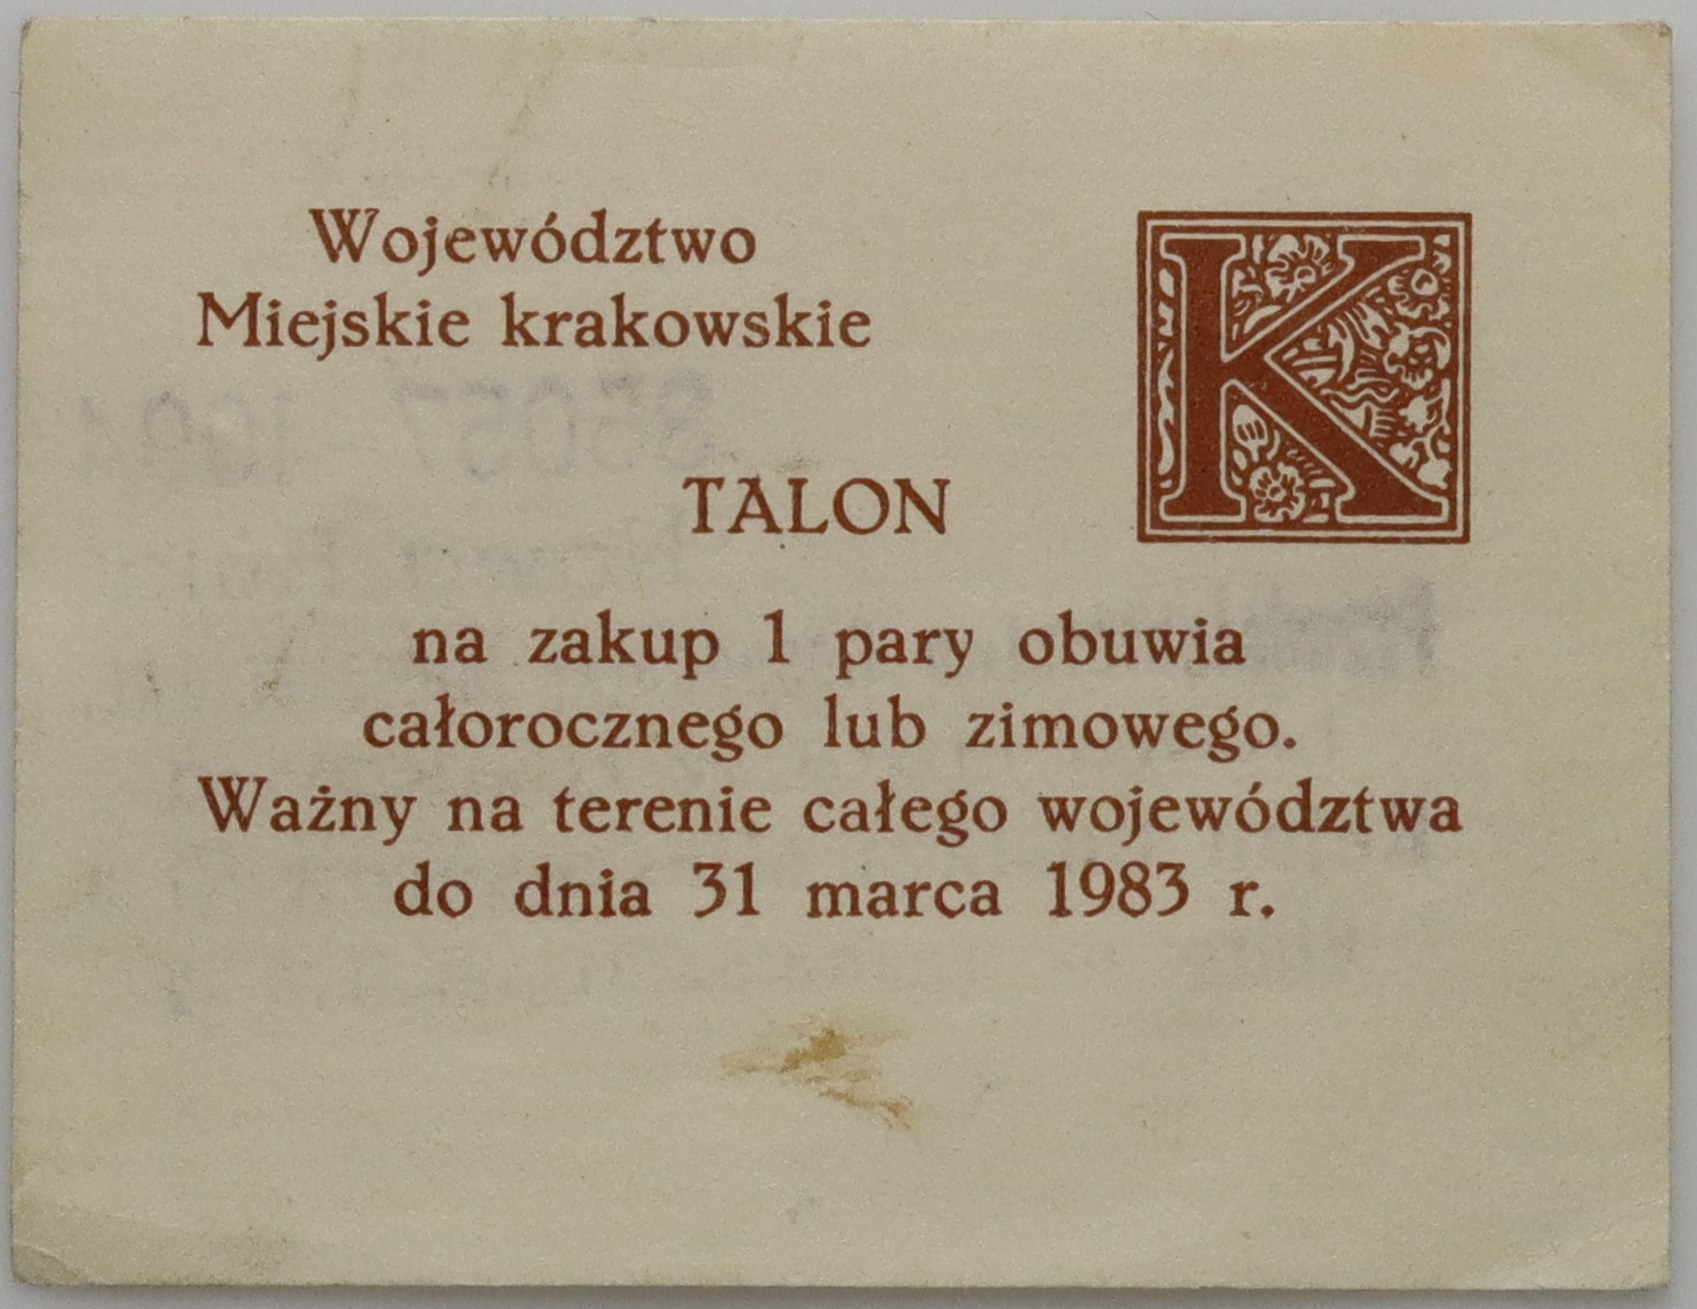 Województwo
Miejskie krakowskie
K
TALON
na zakup 1 pary obuwia
całorocznego lub zimowego.
Ważny na terenie całego województwa
do dnia 31 marca 1983 r.